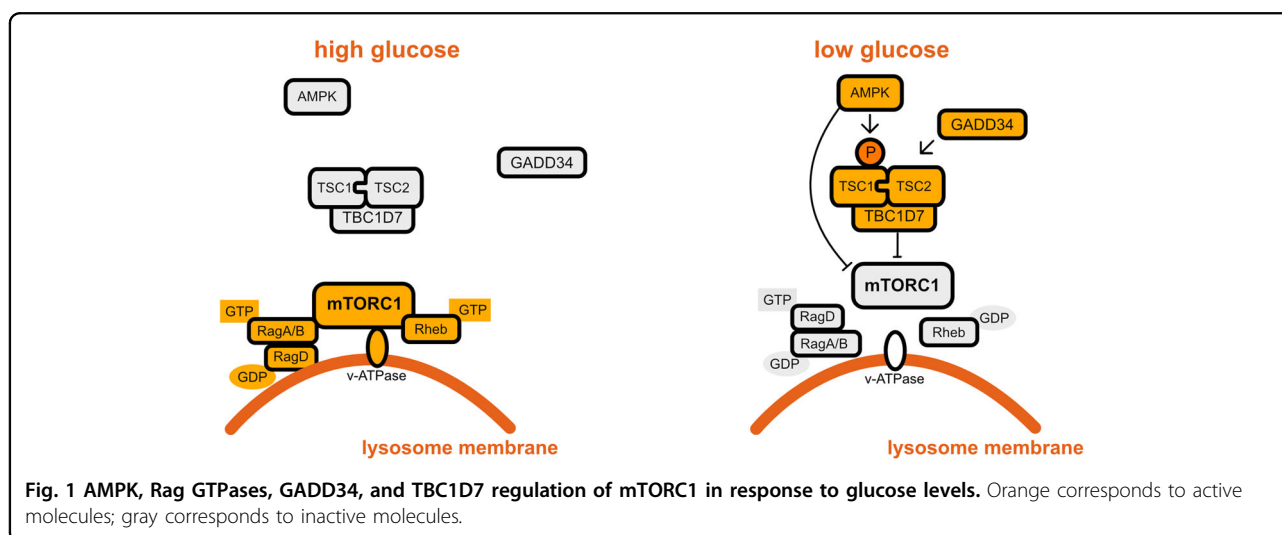 high glucose
AMPK
GADD34
TSC1 TSC2
TBC1D7
mTORC1
GTP
GTP
RagA/B
Rheb
RagD
GDP
v-ATPase
lysosome membrane
low glucose
AMPK
GADD34
P
TSC1 TSC2
TBC1D7
mTORC1
GTP
RagD
GDP
Rheb
RagA/B
GDP
v-ATPase
lysosome membrane
Fig. 1 AMPK, Rag GTPases, GADD34, and TBC1D7 regulation of mTORC1 in response to glucose levels. Orange corresponds to active
molecules; gray corresponds to inactive molecules.